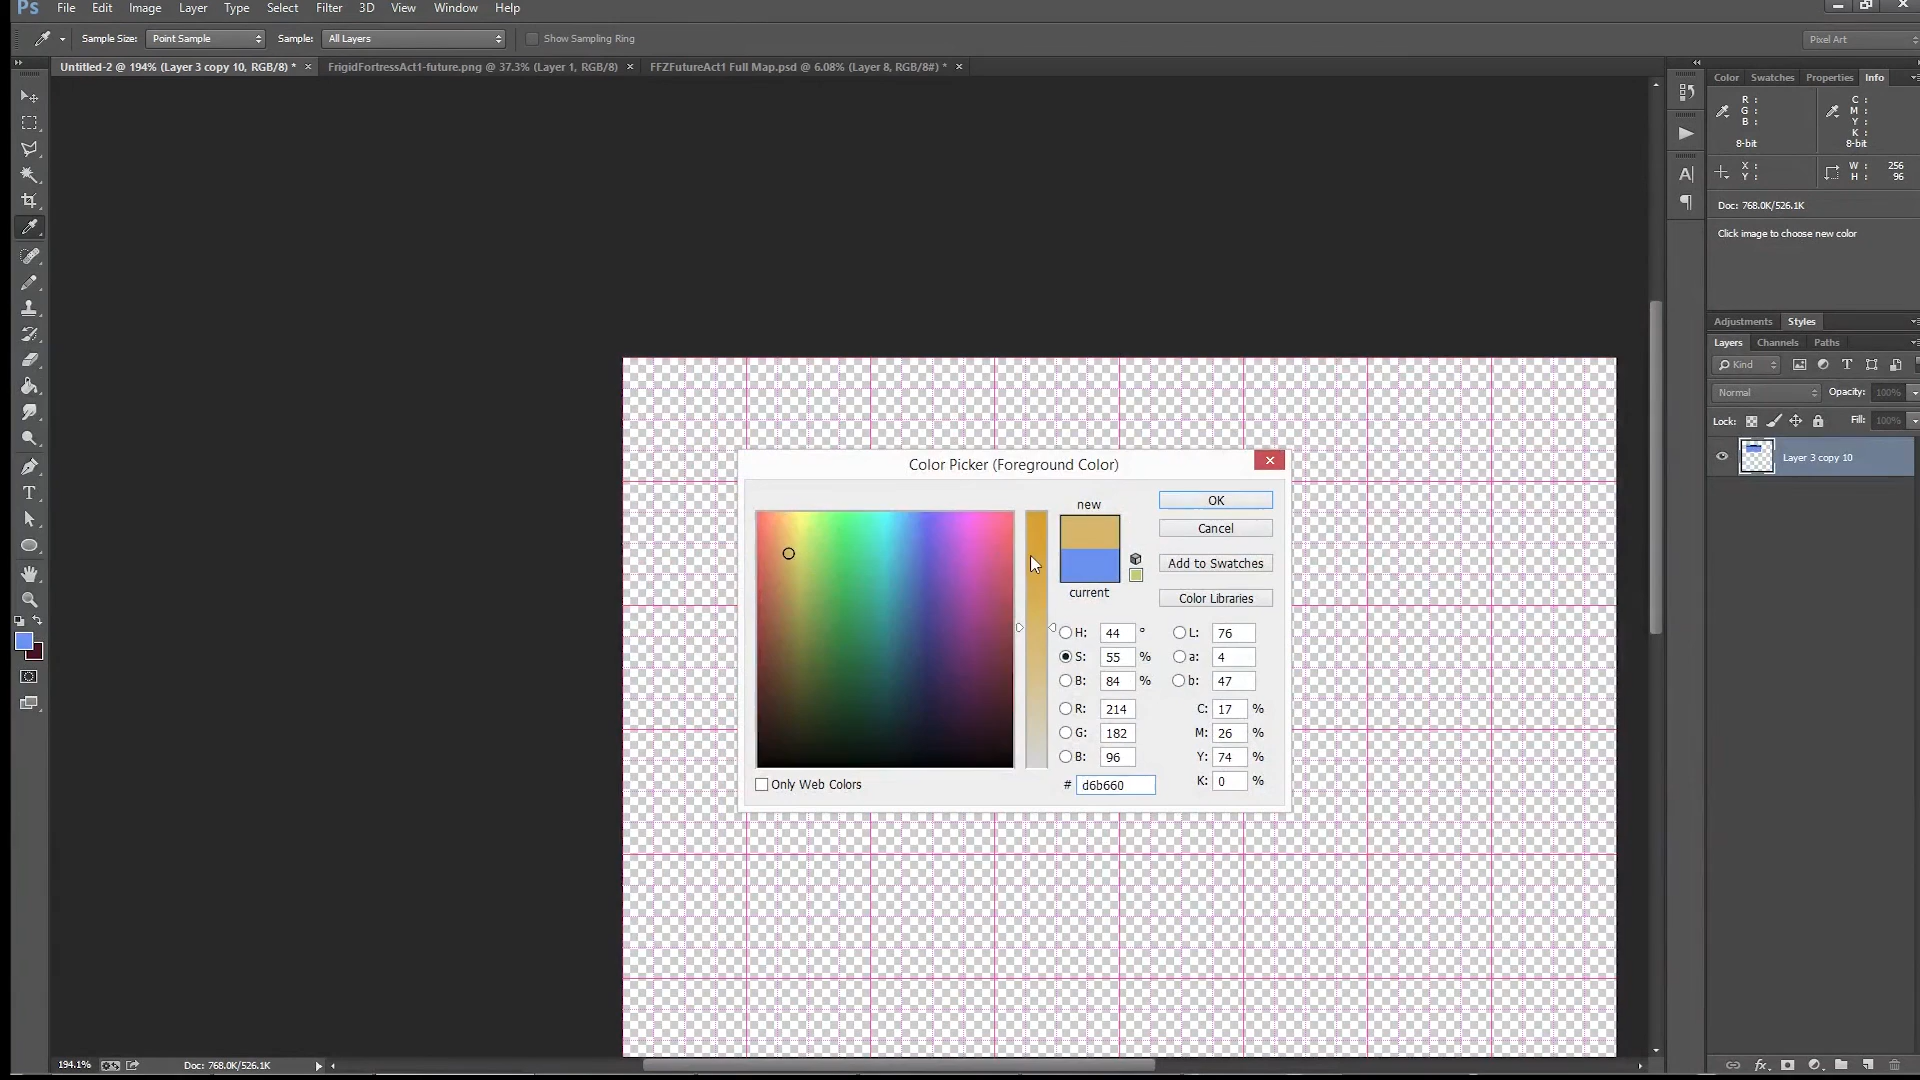 Ps File Edit Image Layer Type Select Filter 3D View Window Help
Sample Size: Point Sample Sample: All Layers Show Sampling Ring Pixel Art
Untitled-2 @ 194% (Layer 3 copy 10, RGB/8) * × FrigidFortressAct1-future.png @ 37.3% (Layer 1, RGB/8) × FFZFutureAct1 Full Map.psd @ 6.08% (Layer 8, RGB/8#) * ×
Color Swatches Properties Info
R : C :
G : M :
B : Y :
K :
8-bit 8-bit
X : W : 256
Y : H : 96
Doc: 768.0K/526.1K
Click image to choose new color
Adjustments Styles
Layers Channels Paths
Kind
Normal Opacity: 100%
Lock: Fill: 100%
Layer 3 copy 10
Color Picker (Foreground Color)
new
current
OK
Cancel
Add to Swatches
Color Libraries
H: 44 ° L: 76
S: 55 % a: 4
B: 84 % b: 47
R: 214 C: 17 %
G: 182 M: 26 %
B: 96 Y: 74 %
# d6b660 K: 0 %
Only Web Colors
194.1% Doc: 768.0K/526.1K